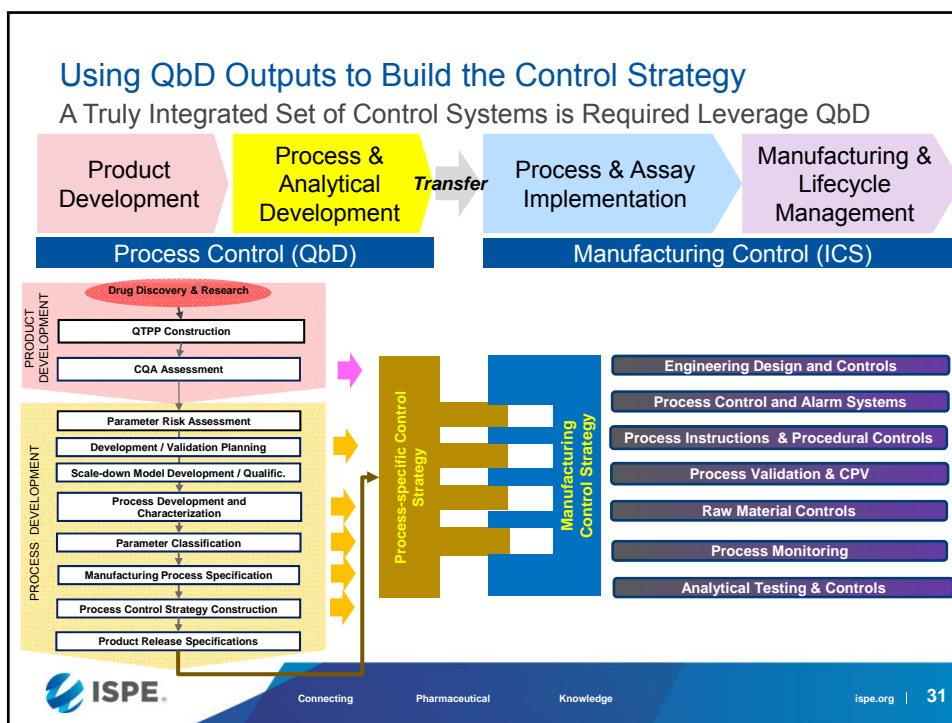 Using QbD Outputs to Build the Control Strategy
A Truly Integrated Set of Control Systems is Required Leverage QbD
Product
Development
Process &
Analytical
Development
Transfer
Process & Assay
Implementation
Manufacturing &
Lifecycle
Management
Process Control (QbD)
Manufacturing Control (ICS)
PRODUCT
DEVELOPMENT
Drug Discovery & Research
QTPP Construction
CQA Assessment
PROCESS DEVELOPMENT
Parameter Risk Assessment
Development / Validation Planning
Scale-down Model Development / Qualific.
Process Development and
Characterization
Parameter Classification
Manufacturing Process Specification
Process Control Strategy Construction
Product Release Specifications
Process-specific Control
Strategy
Manufacturing
Control Strategy
Engineering Design and Controls
Process Control and Alarm Systems
Process Instructions & Procedural Controls
Process Validation & CPV
Raw Material Controls
Process Monitoring
Analytical Testing & Controls
ISPE®
Connecting Pharmaceutical Knowledge
ispe.org | 31